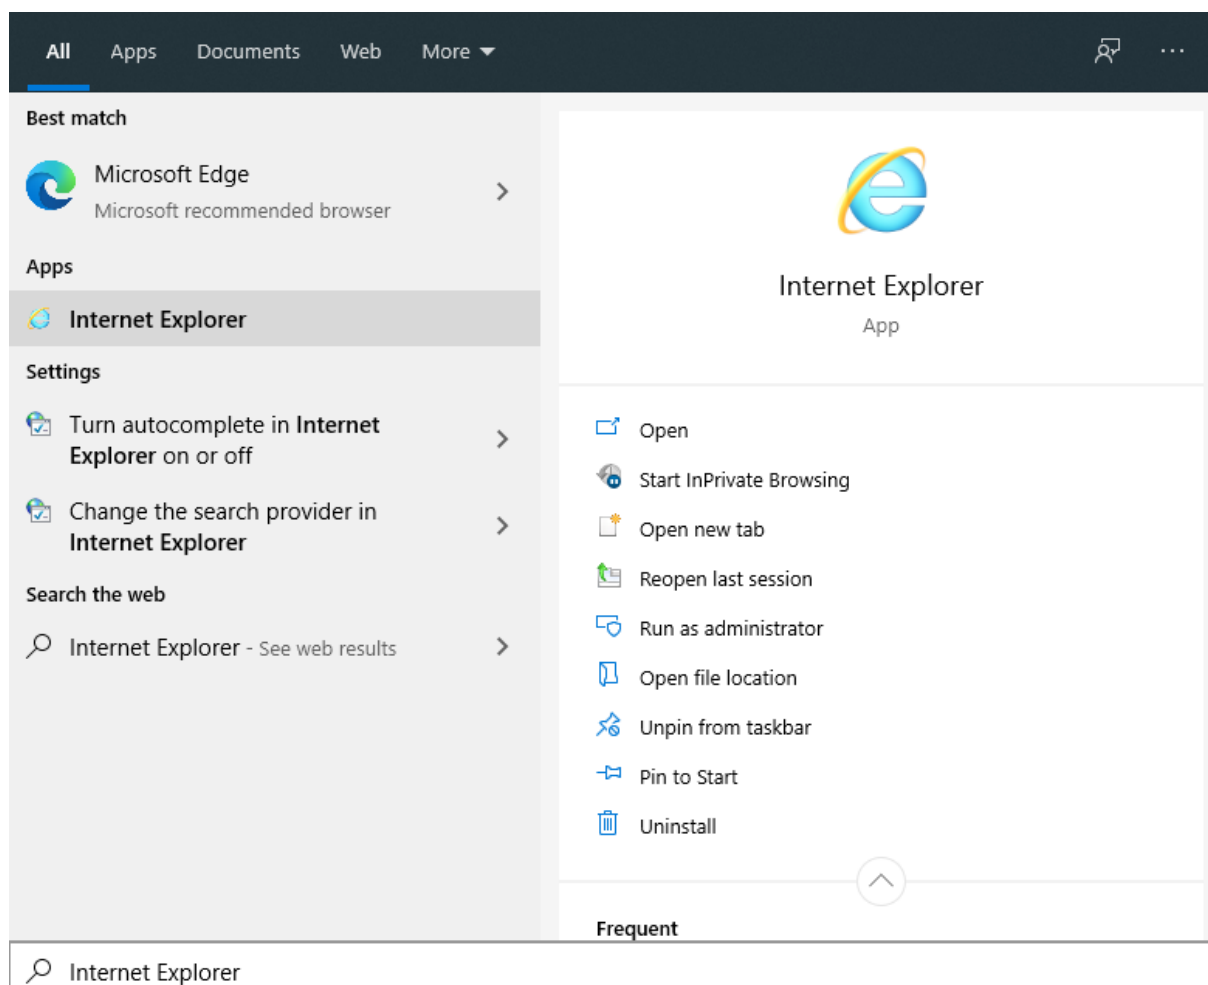 All Apps Documents Web More
Best match
Microsoft Edge
Microsoft recommended browser
Apps
Internet Explorer
Settings
Turn autocomplete in Internet
Explorer on or off
Change the search provider in
Internet Explorer
Search the web
Internet Explorer - See web results
Internet Explorer
App
Open
Start InPrivate Browsing
Open new tab
Reopen last session
Run as administrator
Open file location
Unpin from taskbar
Pin to Start
Uninstall
Frequent
Internet Explorer